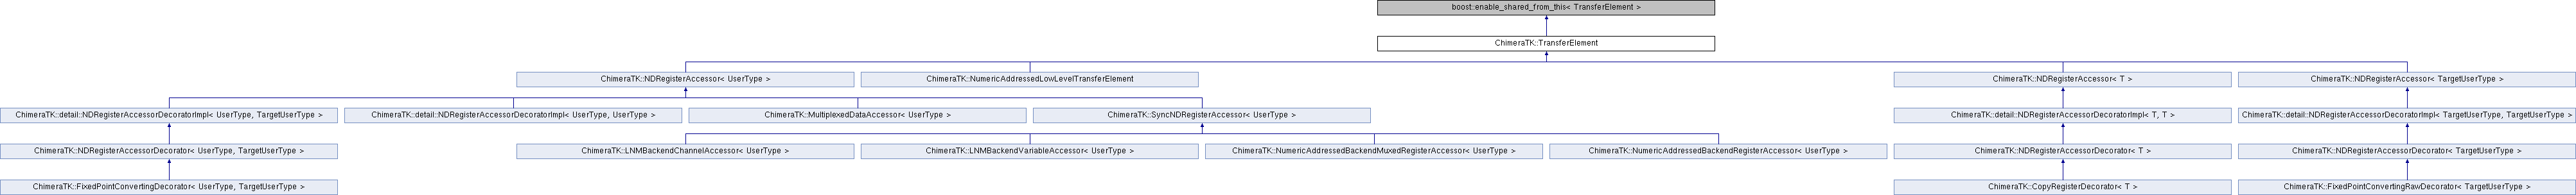 boost::enable_shared_from_this< TransferElement >
ChimeraTK::TransferElement
ChimeraTK::NDRegisterAccessor< UserType >
ChimeraTK::NumericAddressedLowLevelTransferElement
ChimeraTK::NDRegisterAccessor< T >
ChimeraTK::NDRegisterAccessor< TargetUserType >
ChimeraTK::detail::NDRegisterAccessorDecoratorImpl< UserType, TargetUserType >
ChimeraTK::detail::NDRegisterAccessorDecoratorImpl< UserType, UserType >
ChimeraTK::MultiplexedDataAccessor< UserType >
ChimeraTK::SyncNDRegisterAccessor< UserType >
ChimeraTK::detail::NDRegisterAccessorDecoratorImpl< T, T >
ChimeraTK::detail::NDRegisterAccessorDecoratorImpl< TargetUserType, TargetUserType >
ChimeraTK::NDRegisterAccessorDecorator< UserType, TargetUserType >
ChimeraTK::LNMBackendChannelAccessor< UserType >
ChimeraTK::LNMBackendVariableAccessor< UserType >
ChimeraTK::NumericAddressedBackendMuxedRegisterAccessor< UserType >
ChimeraTK::NumericAddressedBackendRegisterAccessor< UserType >
ChimeraTK::NDRegisterAccessorDecorator< T >
ChimeraTK::NDRegisterAccessorDecorator< TargetUserType >
ChimeraTK::FixedPointConvertingDecorator< UserType, TargetUserType >
ChimeraTK::CopyRegisterDecorator< T >
ChimeraTK::FixedPointConvertingRawDecorator< TargetUserType >